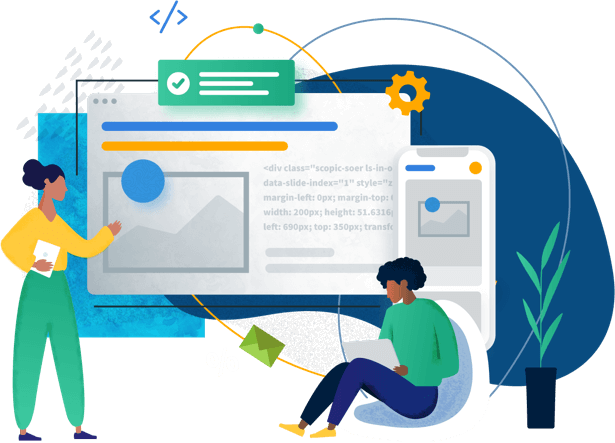 </>
<div class="scopic-soer ls-in-o
data-slide-index="1" style="z
margin-left: 0px; margin-top:
width: 200px; height: 51.6316
left: 690px; top: 350px; transfo